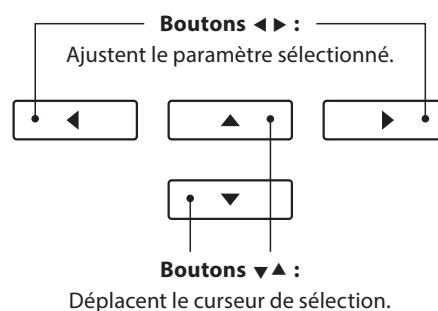 Boutons ◀ ▶ :
Ajustent le paramètre sélectionné.
Boutons ▼▲ :
Déplacent le curseur de sélection.